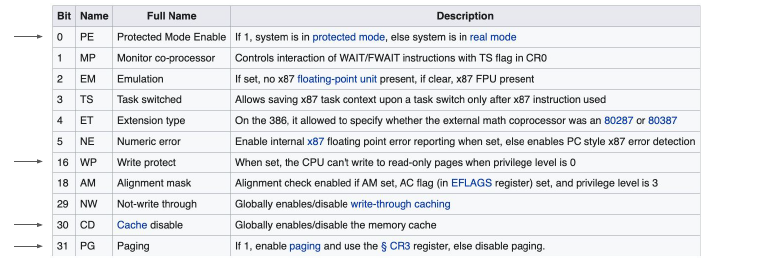 Bit Name Full Name Description
0 PE Protected Mode Enable If 1, system is in protected mode, else system is in real mode
1 MP Monitor co-processor Controls interaction of WAIT/FWAIT instructions with TS flag in CR0
2 EM Emulation If set, no x87 floating-point unit present, if clear, x87 FPU present
3 TS Task switched Allows saving x87 task context upon a task switch only after x87 instruction used
4 ET Extension type On the 386, it allowed to specify whether the external math coprocessor was an 80287 or 80387
5 NE Numeric error Enable internal x87 floating point error reporting when set, else enables PC style x87 error detection
16 WP Write protect When set, the CPU can't write to read-only pages when privilege level is 0
18 AM Alignment mask Alignment check enabled if AM set, AC flag (in EFLAGS register) set, and privilege level is 3
29 NW Not-write through Globally enables/disable write-through caching
30 CD Cache disable Globally enables/disable the memory cache
31 PG Paging If 1, enable paging and use the § CR3 register, else disable paging.